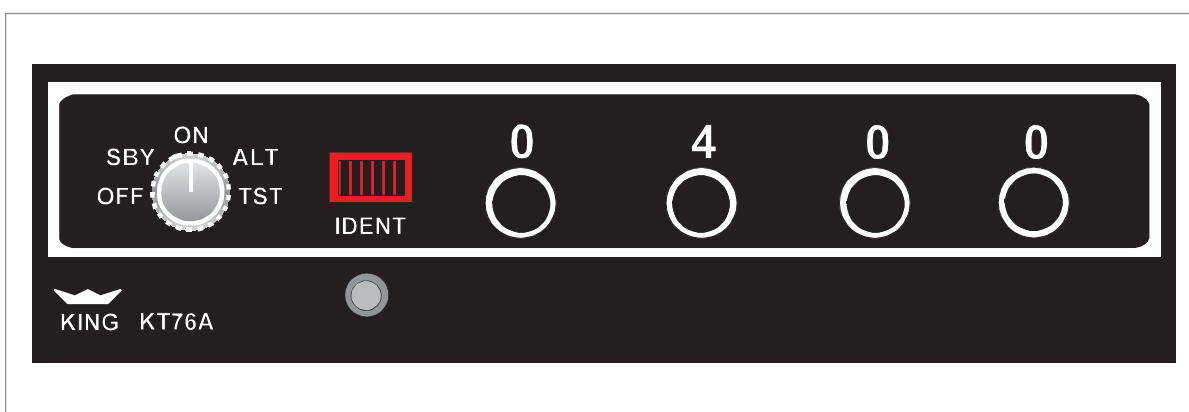 ON
SBY ALT
OFF TST
IDENT
0 4 0 0
KING KT76A